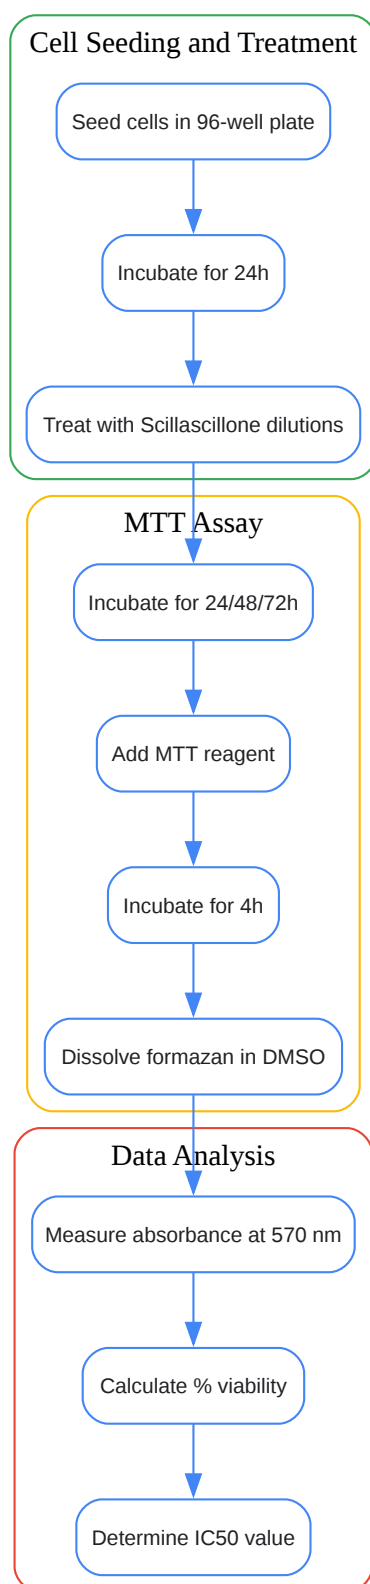 Cell Seeding and Treatment
Seed cells in 96-well plate
Incubate for 24h
Treat with Scillascillone dilutions
MTT Assay
Incubate for 24/48/72h
Add MTT reagent
Incubate for 4h
Dissolve formazan in DMSO
Data Analysis
Measure absorbance at 570 nm
Calculate % viability
Determine IC50 value